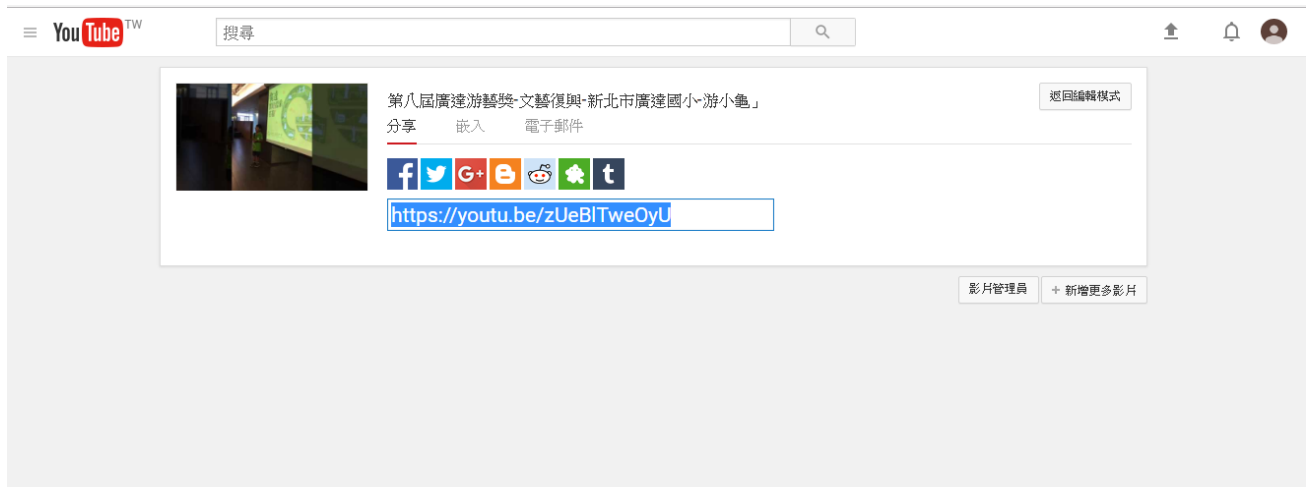 YouTube TW
搜尋
第八屆廣達游藝獎-文藝復興-新北市廣達國小-游小龜」
返回編輯模式
分享 嵌入 電子郵件
https://youtu.be/zUeBlTweOyU
影片管理員 + 新增更多影片